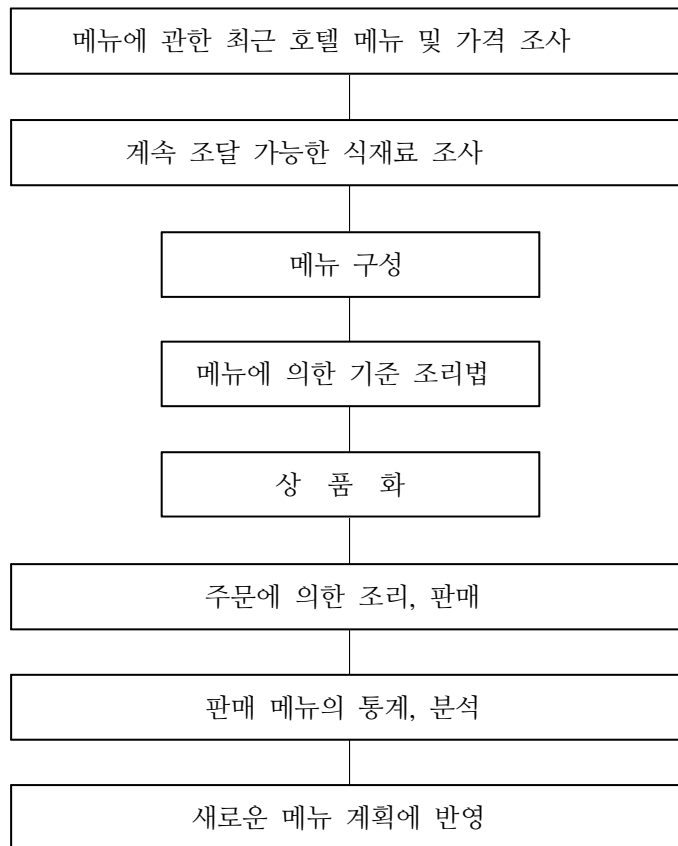 메뉴에 관한 최근 호텔 메뉴 및 가격 조사
계속 조달 가능한 식재료 조사
메뉴 구성
메뉴에 의한 기준 조리법
상 품 화
주문에 의한 조리, 판매
판매 메뉴의 통계, 분석
새로운 메뉴 계획에 반영